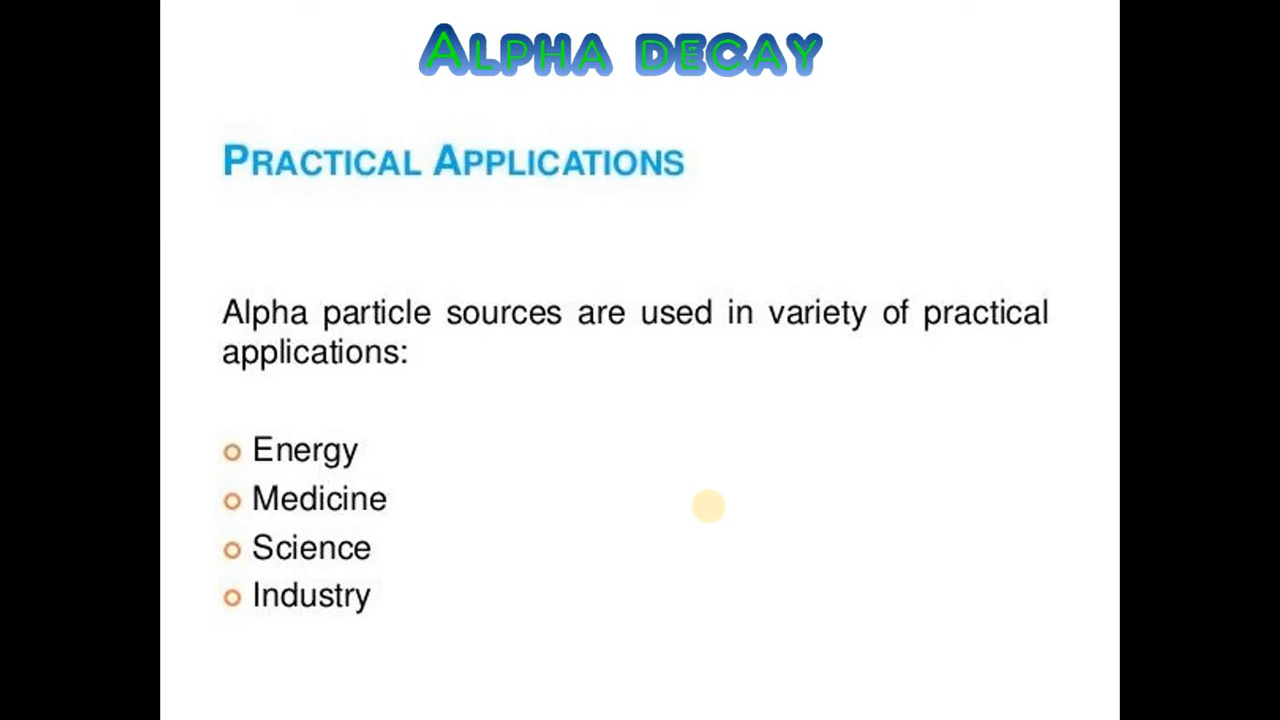 ALPHA DECAY
PRACTICAL APPLICATIONS
Alpha particle sources are used in variety of practical
applications:
Energy
Medicine
Science
Industry